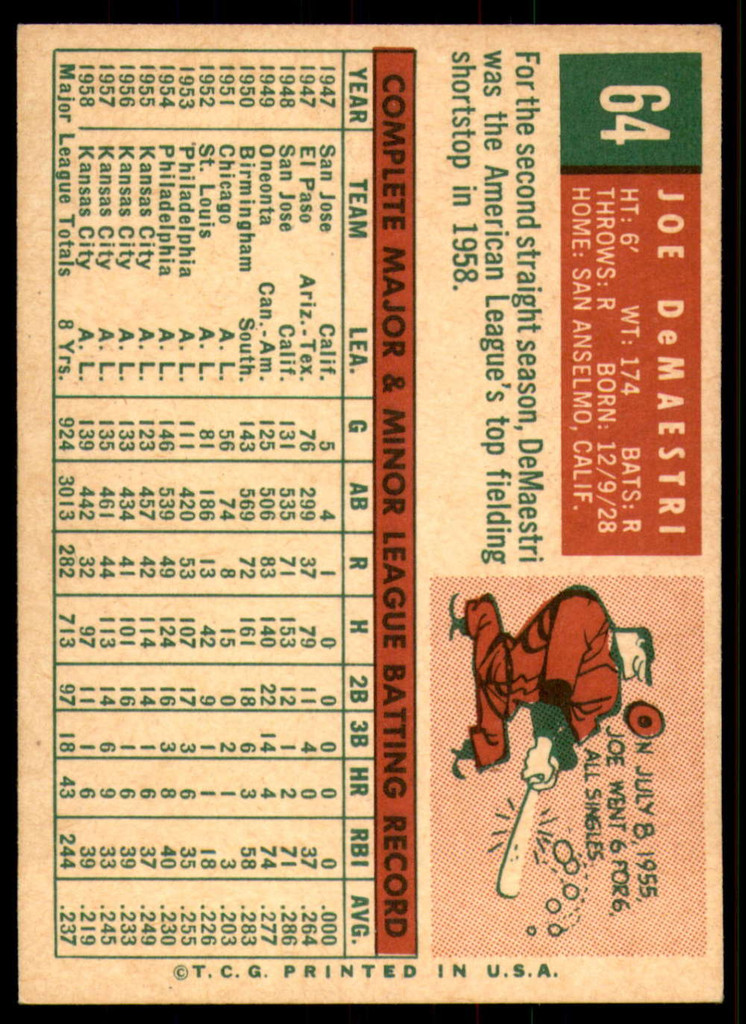 64
JOE DeMAESTRI
HT: 6' WT: 174 BATS: R
THROWS: R BORN: 12/9/28
HOME: SAN ANSELMO, CALIF.
For the second straight season, DeMaestri
was the American League's top fielding
shortstop in 1958.
ON JULY 8, 1955,
JOE WENT 6 FOR 6,
ALL SINGLES.
COMPLETE MAJOR & MINOR LEAGUE BATTING RECORD
YEAR TEAM LEA. G AB R H 2B 3B HR RBI AVG.
1947 San Jose Calif. 5 4 1 0 0 0 0 0 .000
1947 El Paso Ariz.-Tex. 76 299 37 79 11 4 0 37 .264
1948 San Jose Calif. 131 535 71 153 12 1 2 71 .286
1949 Oneonta Can.-Am. 125 506 83 140 22 14 4 74 .277
1950 Birmingham South. 143 569 72 161 18 6 3 58 .283
1951 Chicago A. L. 56 74 8 15 0 2 1 3 .203
1952 St. Louis A. L. 81 186 13 42 9 1 1 18 .226
1953 Philadelphia A. L. 111 420 53 107 17 3 6 35 .255
1954 Philadelphia A. L. 146 539 49 124 16 3 8 40 .230
1955 Kansas City A. L. 123 457 42 114 14 1 6 37 .249
1956 Kansas City A. L. 133 434 41 101 16 1 6 39 .233
1957 Kansas City A. L. 135 461 44 113 14 6 9 33 .245
1958 Kansas City A. L. 139 442 32 97 11 1 6 39 .219
Major League Totals 8 Yrs. 924 3013 282 713 97 18 43 244 .237
©T.C.G. PRINTED IN U.S.A.